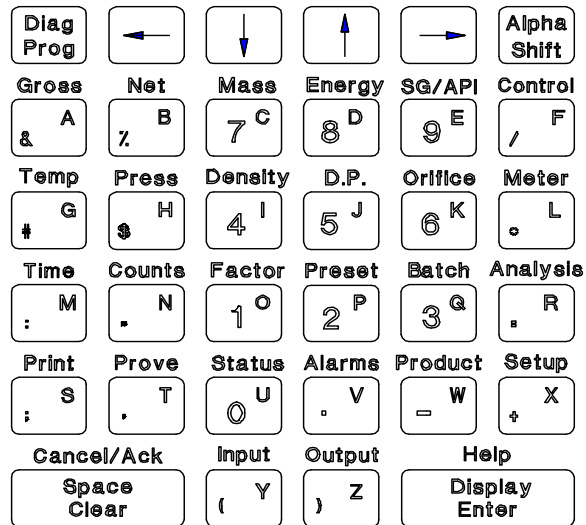 Diag Alpha
Prog Shift
Gross Net Mass Energy SG/API Control
A B C D E F
& % 7 8 9 /
Temp Press Density D.P. Orifice Meter
G H I J K L
# $ 4 5 6
Time Counts Factor Preset Batch Analysis
M N O P Q R
: " 1 2 3 =
Print Prove Status Alarms Product Setup
S T U V W X
; , 0 . – +
Cancel/Ack Input Output Help
Space Y Z Display
Clear ( ) Enter